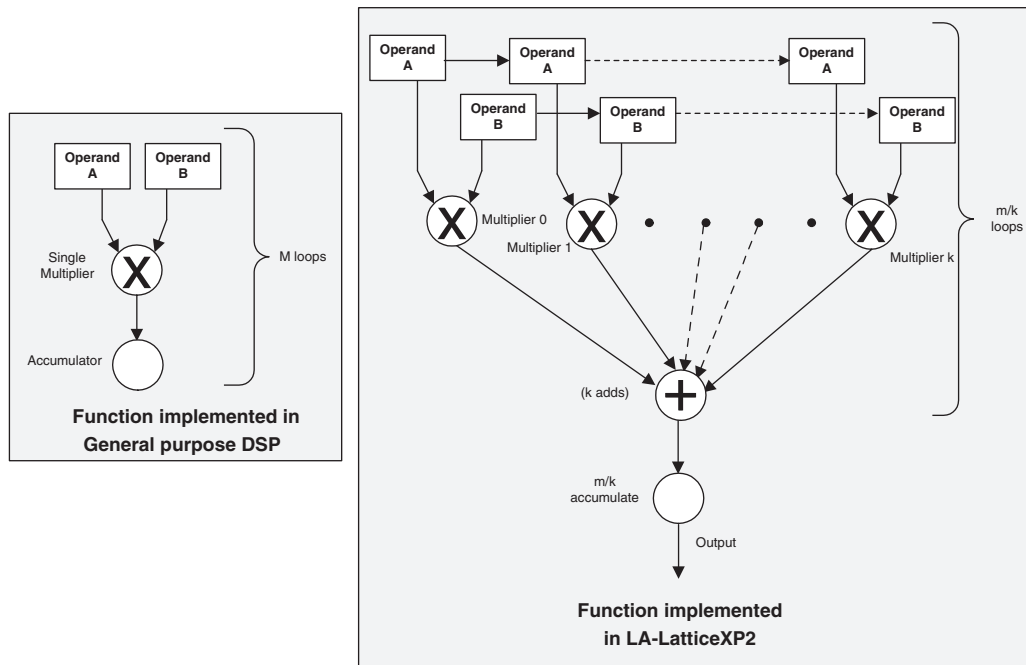 Operand
A
Operand
B
Single
Multiplier
X
M loops
Accumulator
Function implemented in
General purpose DSP
Operand
A
Operand
A
Operand
A
Operand
B
Operand
B
Operand
B
X
Multiplier 0
X
Multiplier 1
X
Multiplier k
m/k
loops
(k adds)
+
m/k
accumulate
Output
Function implemented
in LA-LatticeXP2